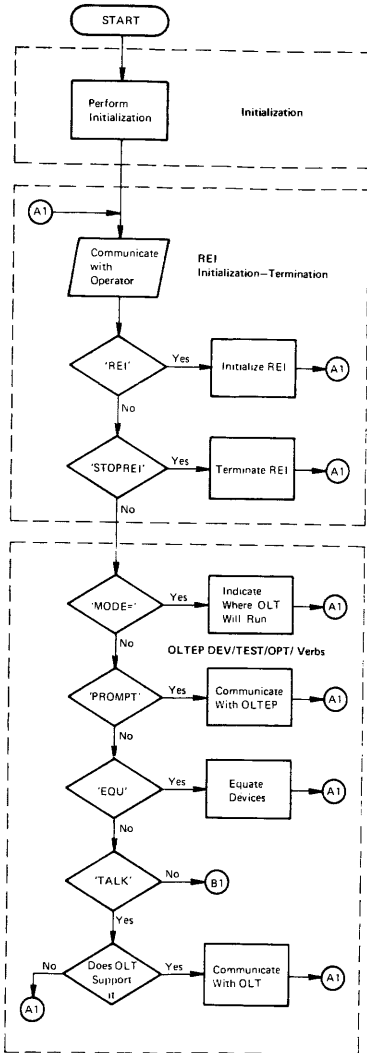 START
Perform
Initialization
Initialization
A1
Communicate
with
Operator
REI
Initialization–Termination
'REI'
Yes
Initialize REI
A1
No
'STOPREI'
Yes
Terminate REI
A1
No
'MODE='
Yes
Indicate
Where OLT
Will Run
A1
No
OLTEP DEV/TEST/OPT/ Verbs
'PROMPT'
Yes
Communicate
With OLTEP
A1
No
'EQU'
Yes
Equate
Devices
A1
No
'TALK'
No
B1
Yes
No
Does OLT
Support
it
Yes
Communicate
With OLT
A1
A1